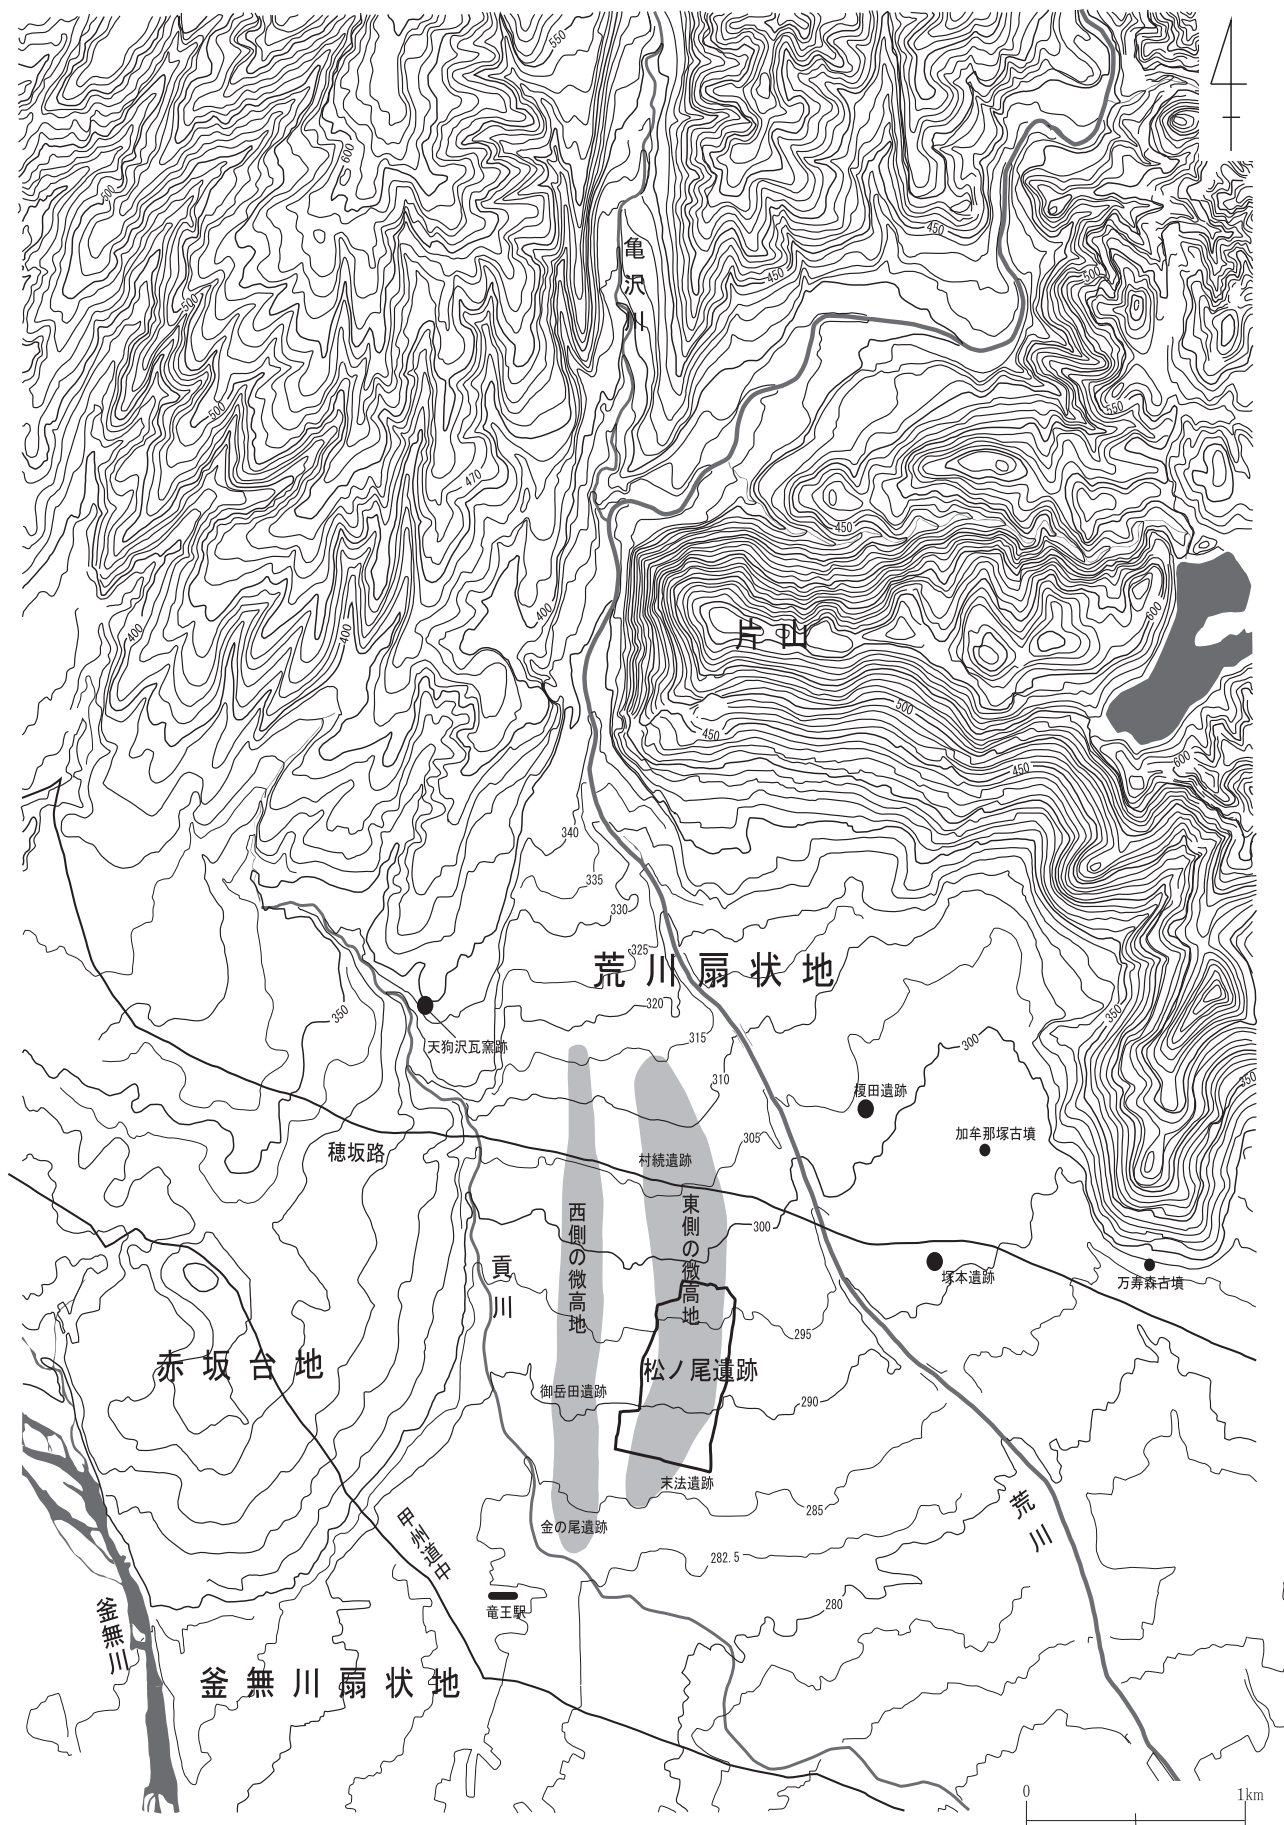 550
600
500
450
亀沢川
450
500
500
500
550
470
450
400
400
400
600
片山
500
450
450
600
340
335
330
325
荒川扇状地
320
350
350
315
天狗沢瓦窯跡
300
310
350
榎田遺跡
加牟那塚古墳
305
穂坂路
村続遺跡
西側の微高地
東側の微高地
300
貢川
塚本遺跡
万寿森古墳
295
赤坂台地
松ノ尾遺跡
御岳田遺跡
290
末法遺跡
荒川
285
甲州道中
金の尾遺跡
282.5
釜無川
竜王駅
280
釜無川扇状地
0
1km